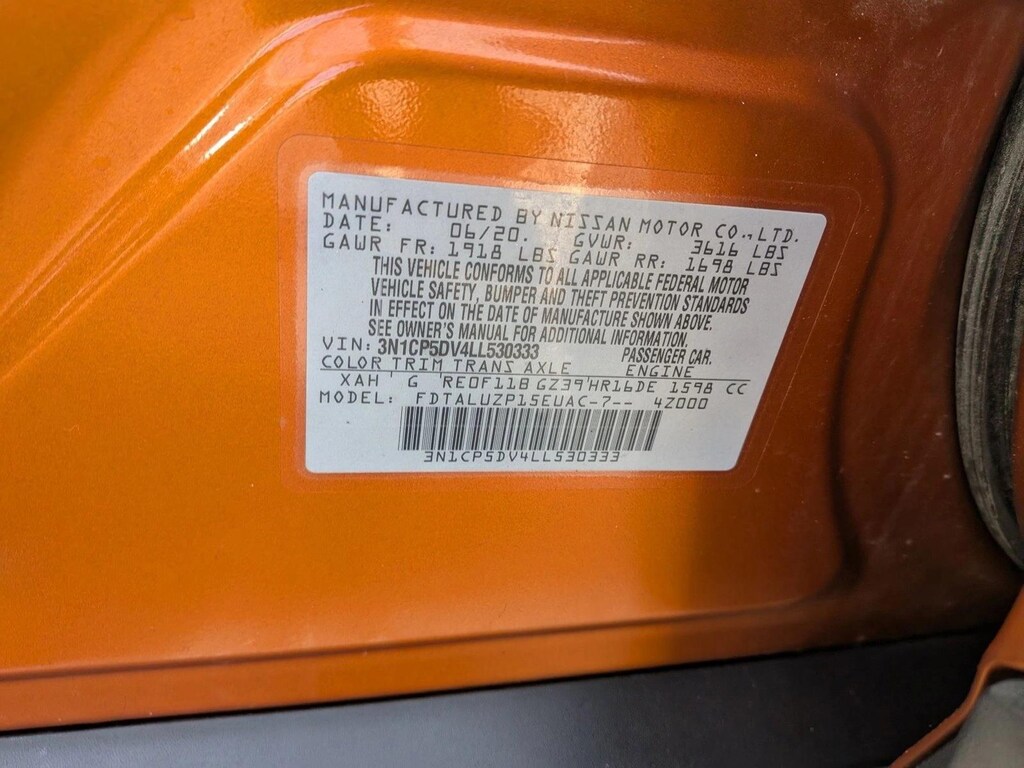 MANUFACTURED BY NISSAN MOTOR CO.,LTD.
DATE: 06/20. GVWR: 3616 LBS
GAWR FR: 1918 LBS GAWR RR: 1698 LBS
THIS VEHICLE CONFORMS TO ALL APPLICABLE FEDERAL MOTOR
VEHICLE SAFETY, BUMPER AND THEFT PREVENTION STANDARDS
IN EFFECT ON THE DATE OF MANUFACTURE SHOWN ABOVE.
SEE OWNER'S MANUAL FOR ADDITIONAL INFORMATION.
VIN: 3N1CP5DV4LL530333 PASSENGER CAR.
COLOR TRIM TRANS AXLE ENGINE
XAH G RE0F11B GZ39 HR16DE 1598 CC
MODEL: FDTALUZP15EUAC-7-- 4Z000
3N1CP5DV4LL530333